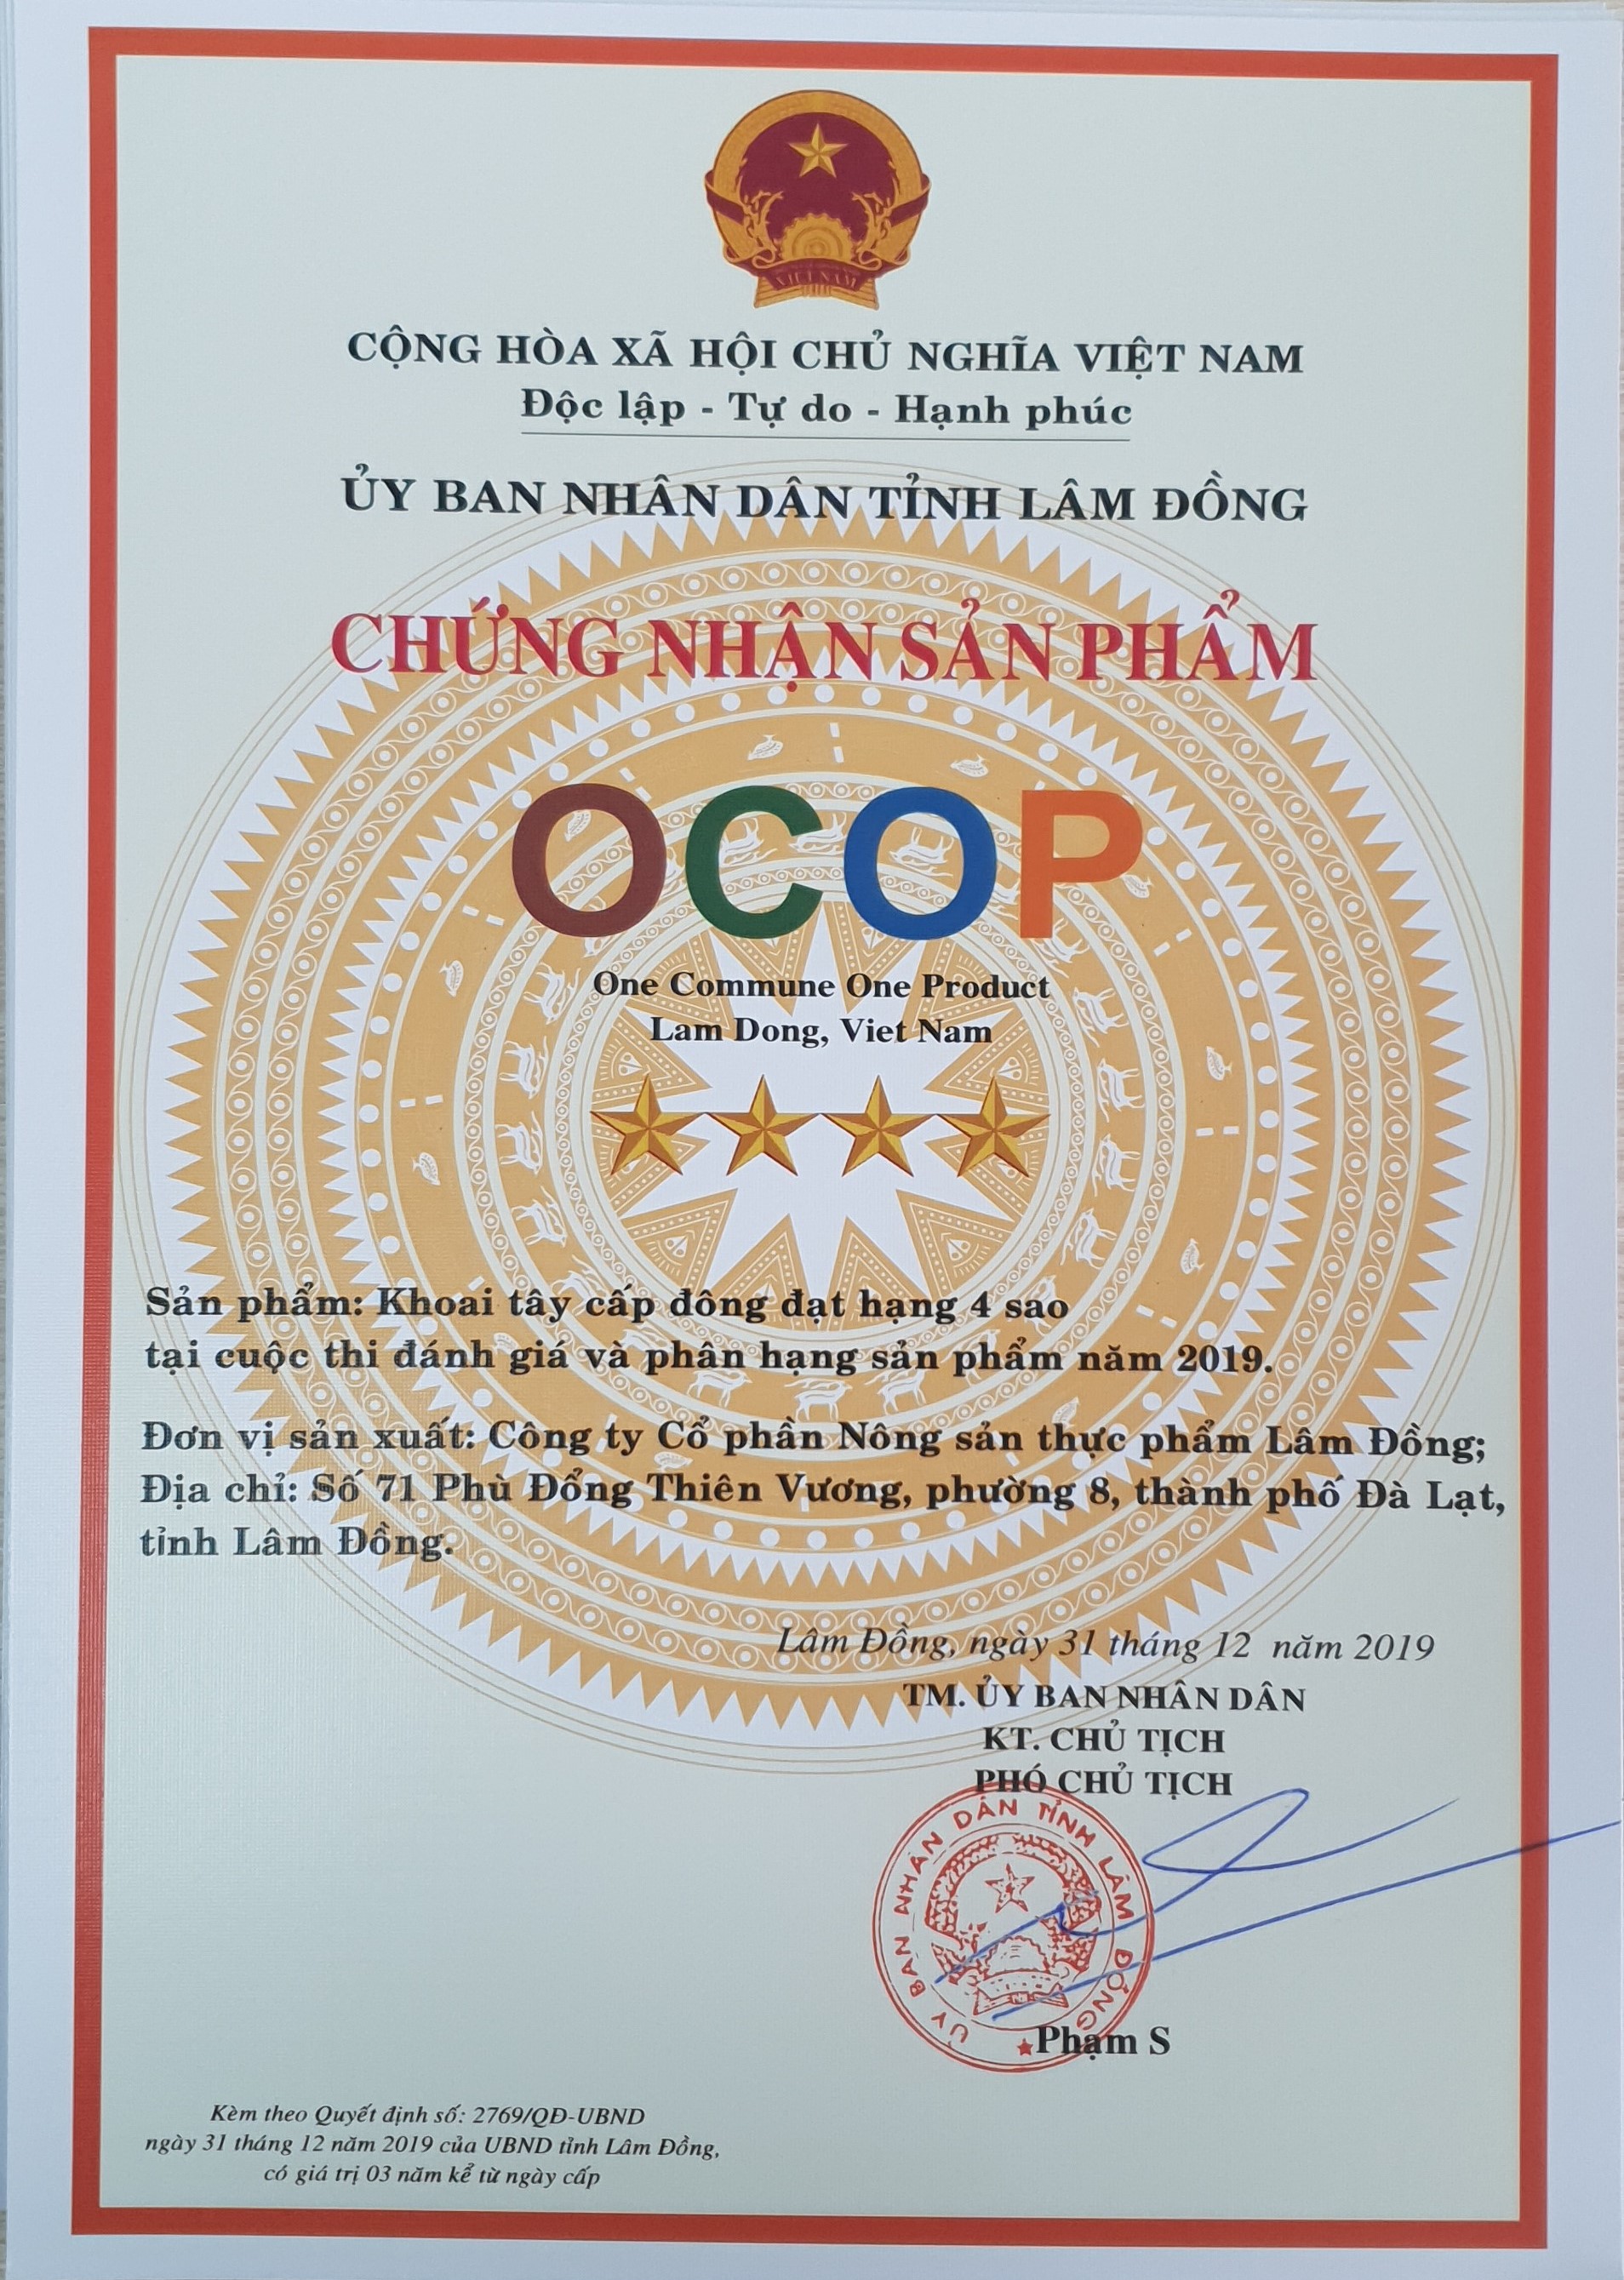 VIỆT NAM
CỘNG HÒA XÃ HỘI CHỦ NGHĨA VIỆT NAM
Độc lập - Tự do - Hạnh phúc
ỦY BAN NHÂN DÂN TỈNH LÂM ĐỒNG
CHỨNG NHẬN SẢN PHẨM
OCOP
One Commune One Product
Lam Dong, Viet Nam
Sản phẩm: Khoai tây cấp đông đạt hạng 4 sao
tại cuộc thi đánh giá và phân hạng sản phẩm năm 2019.
Đơn vị sản xuất: Công ty Cổ phần Nông sản thực phẩm Lâm Đồng;
Địa chỉ: Số 71 Phù Đổng Thiên Vương, phường 8, thành phố Đà Lạt,
tỉnh Lâm Đồng.
Lâm Đồng, ngày 31 tháng 12 năm 2019
TM. ỦY BAN NHÂN DÂN
KT. CHỦ TỊCH
PHÓ CHỦ TỊCH
ỦY BAN NHÂN DÂN TỈNH LÂM ĐỒNG
Phạm S
Kèm theo Quyết định số: 2769/QĐ-UBND
ngày 31 tháng 12 năm 2019 của UBND tỉnh Lâm Đồng,
có giá trị 03 năm kể từ ngày cấp